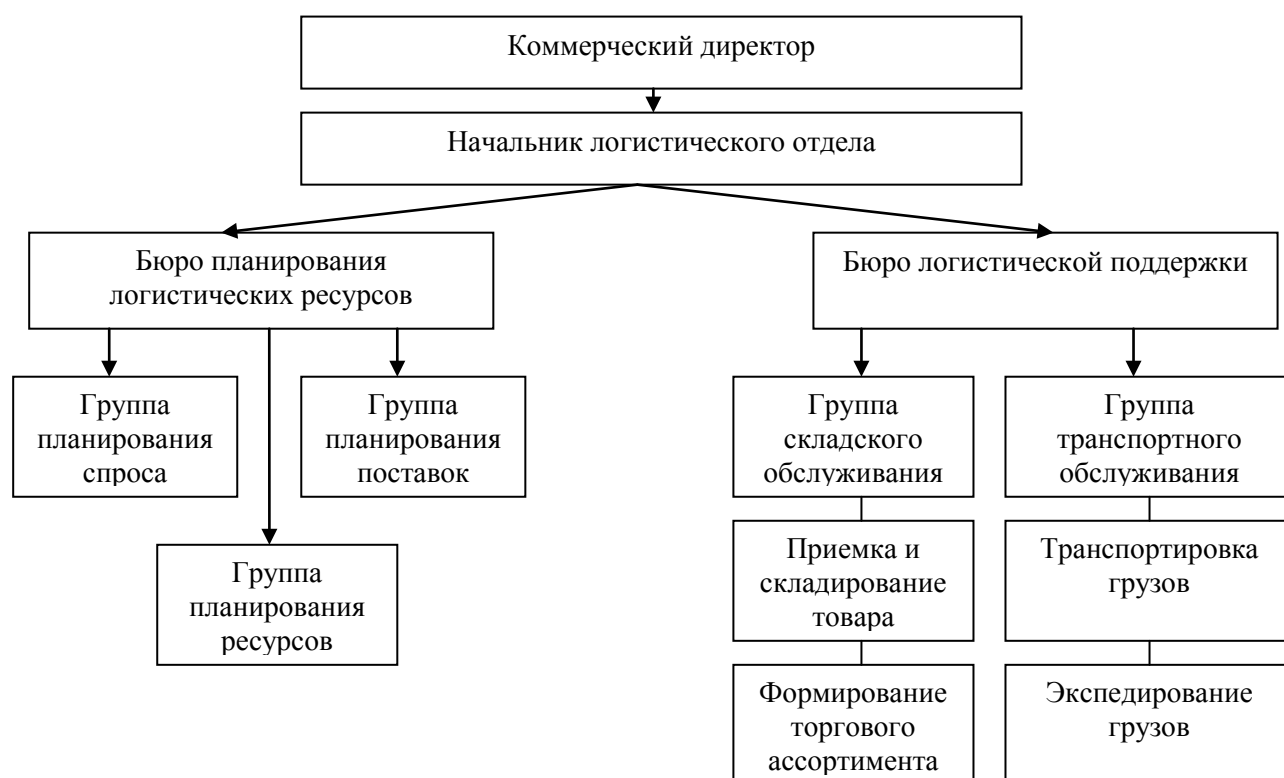 Коммерческий директор
Начальник логистического отдела
Бюро планирования
логистических ресурсов
Бюро логистической поддержки
Группа
планирования
спроса
Группа
планирования
поставок
Группа
складского
обслуживания
Группа
транспортного
обслуживания
Группа
планирования
ресурсов
Приемка и
складирование
товара
Транспортировка
грузов
Формирование
торгового
ассортимента
Экспедирование
грузов